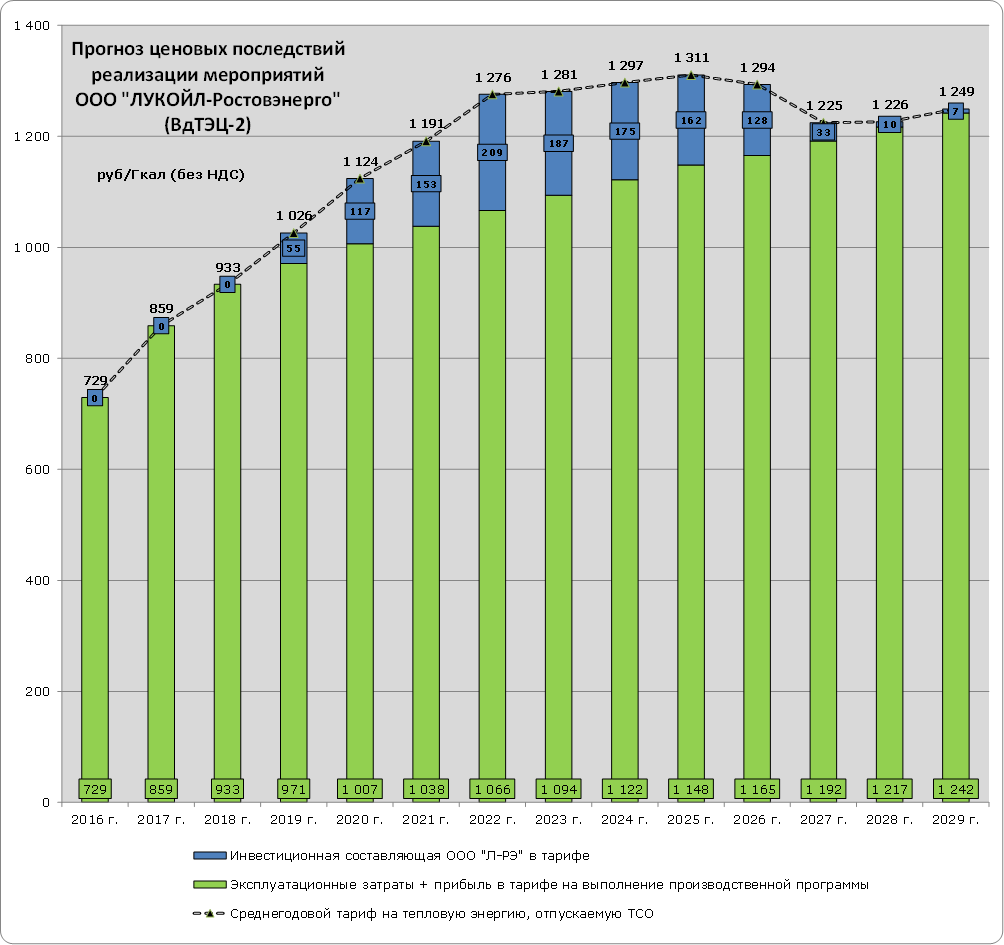 1 400
1 200
1 000
800
600
400
200
0
Прогноз ценовых последствий
реализации мероприятий
ООО "ЛУКОЙЛ-Ростовэнерго"
(ВдТЭЦ-2)
руб/Гкал (без НДС)
729 859 933 1 026 1 124 1 191 1 276 1 281 1 297 1 311 1 294 1 225 1 226 1 249
0 0 0 55 117 153 209 187 175 162 128 33 10 7
729 859 933 971 1 007 1 038 1 066 1 094 1 122 1 148 1 165 1 192 1 217 1 242
2016 г. 2017 г. 2018 г. 2019 г. 2020 г. 2021 г. 2022 г. 2023 г. 2024 г. 2025 г. 2026 г. 2027 г. 2028 г. 2029 г.
Инвестиционная составляющая ООО "Л-РЭ" в тарифе
Эксплуатационные затраты + прибыль в тарифе на выполнение производственной программы
Среднегодовой тариф на тепловую энергию, отпускаемую ТСО